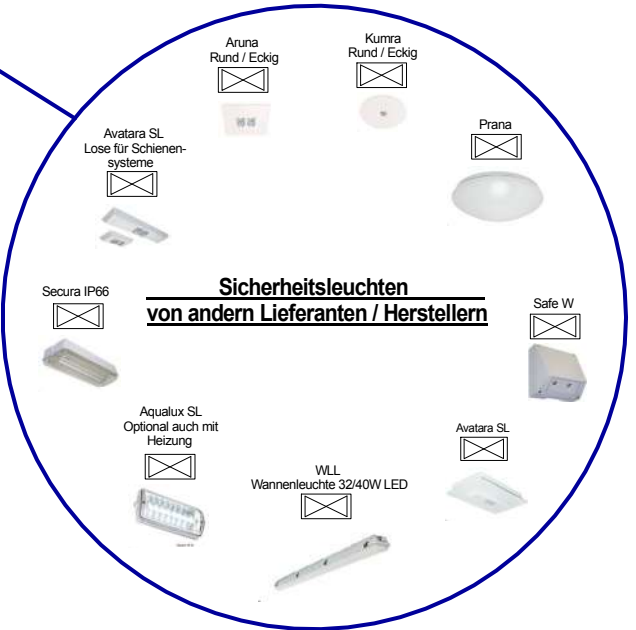 Aruna
Rund / Eckig
Kumra
Rund / Eckig
Prana
Avatara SL
Lose für Schienen-
systeme
Sicherheitsleuchten
von andern Lieferanten / Herstellern
Secura IP66
Safe W
Aqualux SL
Optional auch mit
Heizung
Avatara SL
WLL
Wannenleuchte 32/40W LED